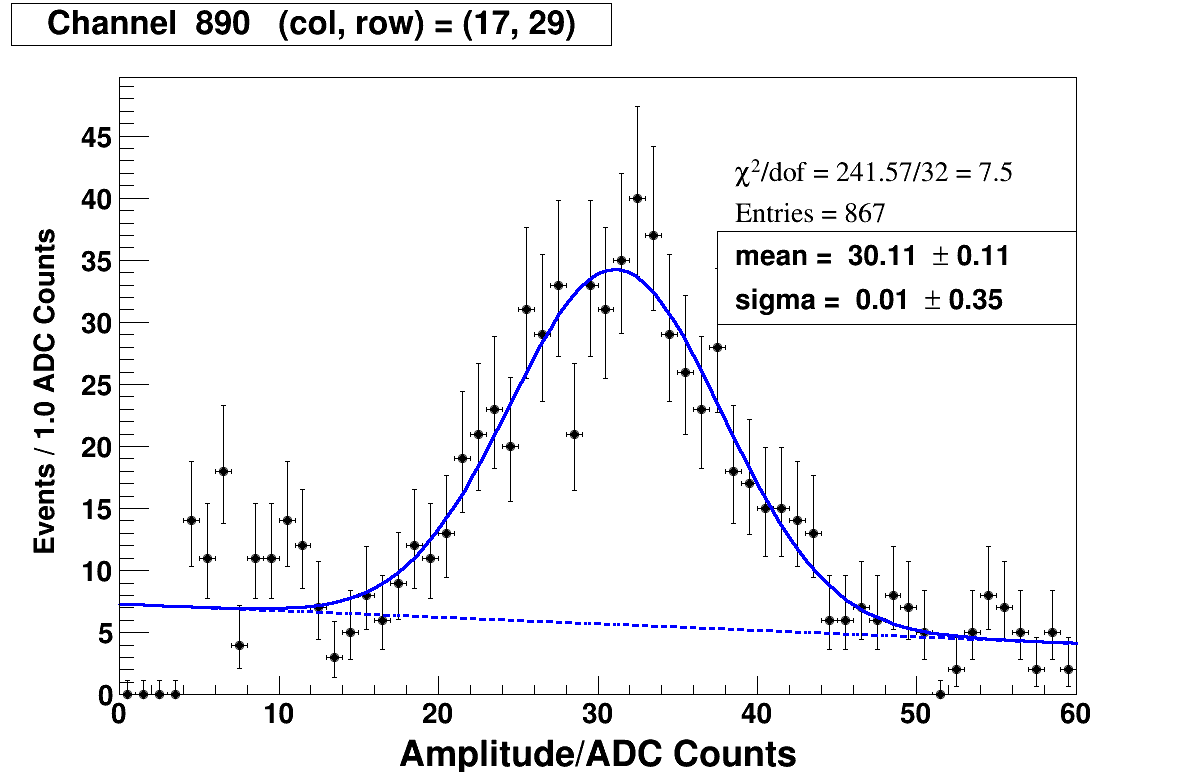 Channel 890 (col, row) = (17, 29)
χ²/dof = 241.57/32 = 7.5
Entries = 867
mean = 30.11 ± 0.11
sigma = 0.01 ± 0.35
Events / 1.0 ADC Counts
45
40
35
30
25
20
15
10
5
0
0 10 20 30 40 50 60
Amplitude/ADC Counts